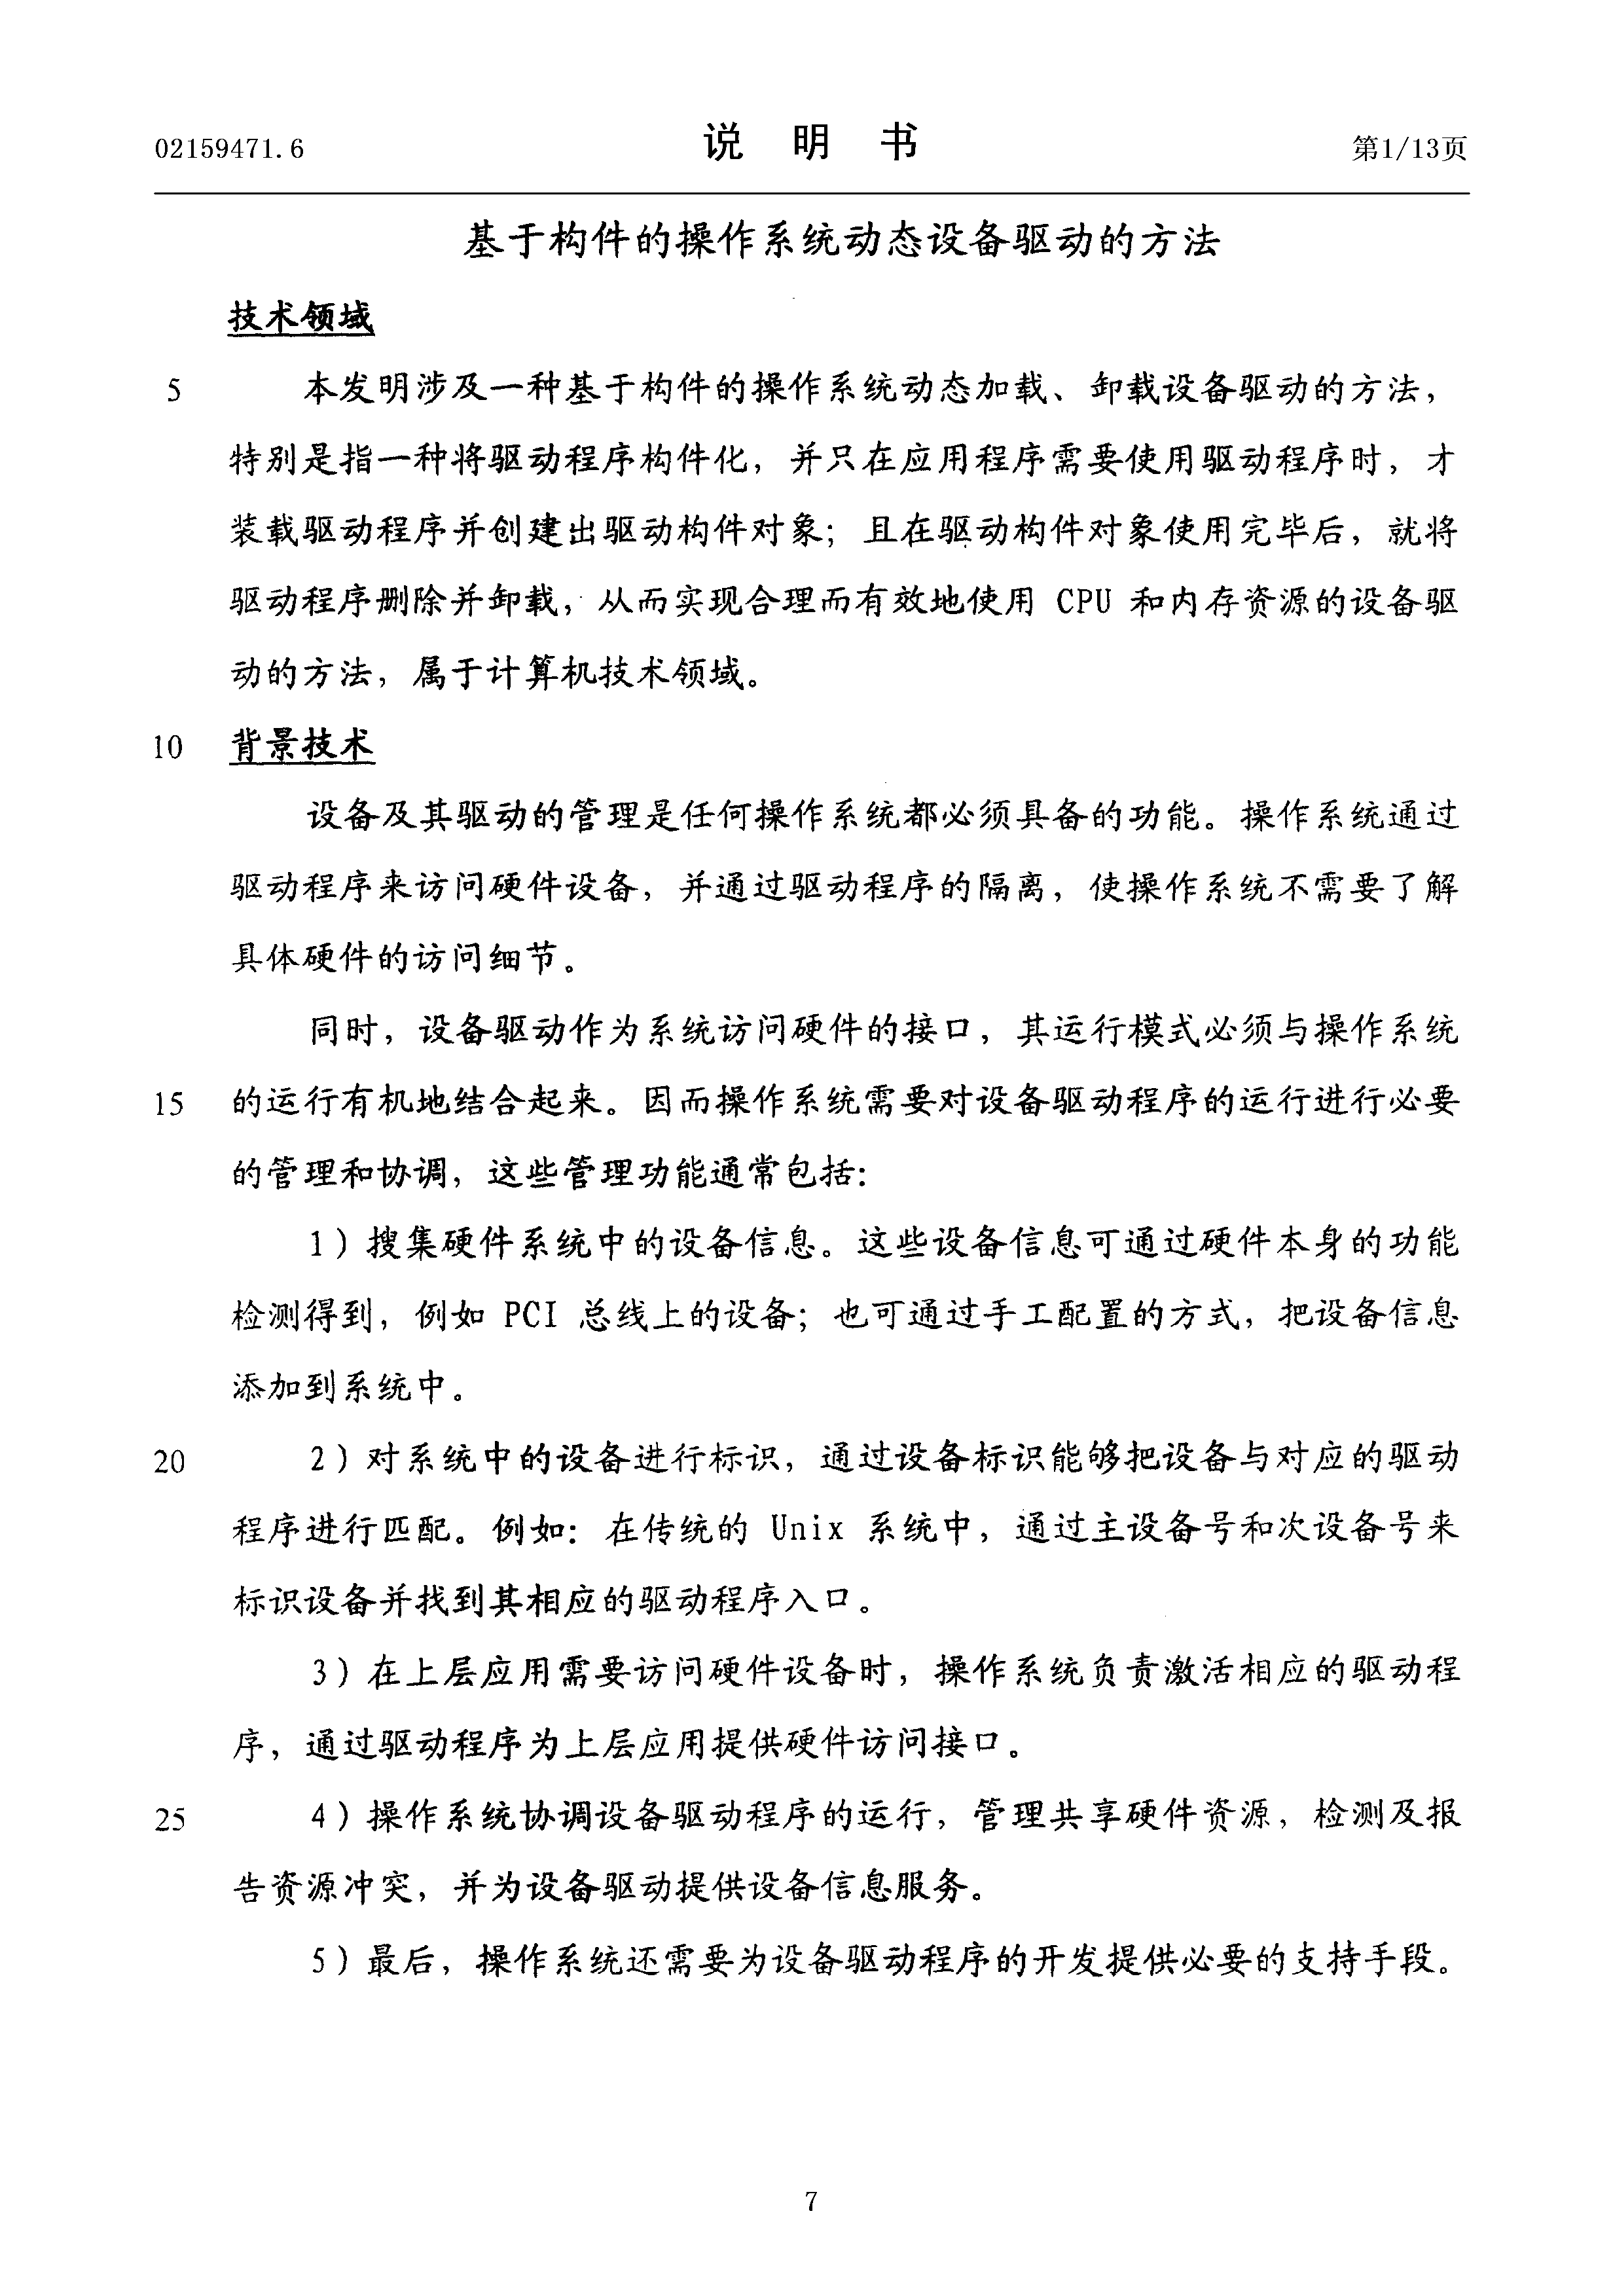 02159471.6 说 明 书 第1/13页
基于构件的操作系统动态设备驱动的方法
技术领域
5 本发明涉及一种基于构件的操作系统动态加载、卸载设备驱动的方法，
特别是指一种将驱动程序构件化，并只在应用程序需要使用驱动程序时，才
装载驱动程序并创建出驱动构件对象；且在驱动构件对象使用完毕后，就将
驱动程序删除并卸载，从而实现合理而有效地使用 CPU 和内存资源的设备驱
动的方法，属于计算机技术领域。
10 背景技术
设备及其驱动的管理是任何操作系统都必须具备的功能。操作系统通过
驱动程序来访问硬件设备，并通过驱动程序的隔离，使操作系统不需要了解
具体硬件的访问细节。
同时，设备驱动作为系统访问硬件的接口，其运行模式必须与操作系统
15 的运行有机地结合起来。因而操作系统需要对设备驱动程序的运行进行必要
的管理和协调，这些管理功能通常包括：
1）搜集硬件系统中的设备信息。这些设备信息可通过硬件本身的功能
检测得到，例如 PCI 总线上的设备；也可通过手工配置的方式，把设备信息
添加到系统中。
20 2）对系统中的设备进行标识，通过设备标识能够把设备与对应的驱动
程序进行匹配。例如：在传统的 Unix 系统中，通过主设备号和次设备号来
标识设备并找到其相应的驱动程序入口。
3）在上层应用需要访问硬件设备时，操作系统负责激活相应的驱动程
序，通过驱动程序为上层应用提供硬件访问接口。
25 4）操作系统协调设备驱动程序的运行，管理共享硬件资源，检测及报
告资源冲突，并为设备驱动提供设备信息服务。
5）最后，操作系统还需要为设备驱动程序的开发提供必要的支持手段。
7